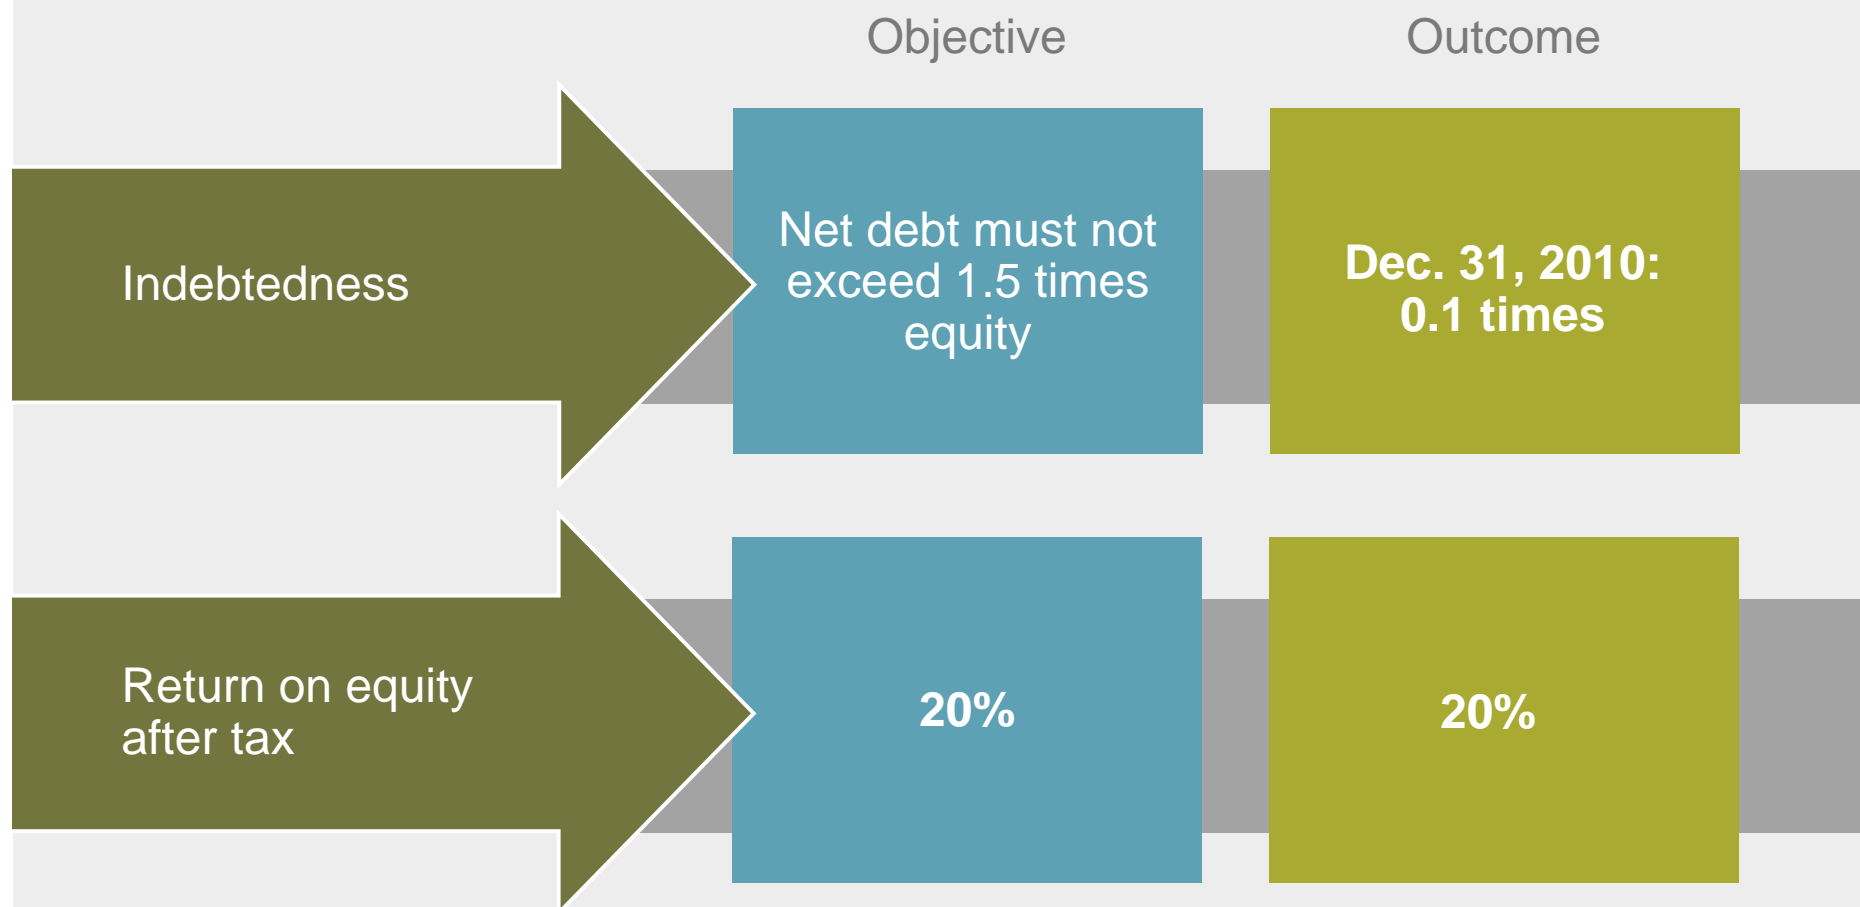 Objective
Outcome
Indebtedness
Net debt must not
exceed 1.5 times
equity
Dec. 31, 2010:
0.1 times
Return on equity
after tax
20%
20%